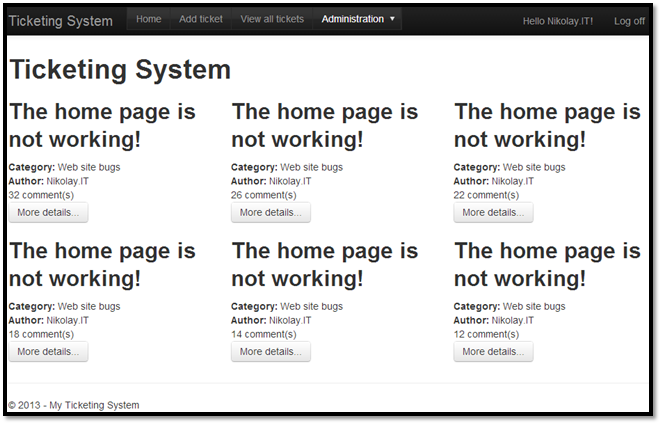 Ticketing System Home Add ticket View all tickets Administration Hello Nikolay.IT! Log off
Ticketing System
The home page is
not working!
Category: Web site bugs
Author: Nikolay.IT
32 comment(s)
More details...
The home page is
not working!
Category: Web site bugs
Author: Nikolay.IT
26 comment(s)
More details...
The home page is
not working!
Category: Web site bugs
Author: Nikolay.IT
22 comment(s)
More details...
The home page is
not working!
Category: Web site bugs
Author: Nikolay.IT
18 comment(s)
More details...
The home page is
not working!
Category: Web site bugs
Author: Nikolay.IT
14 comment(s)
More details...
The home page is
not working!
Category: Web site bugs
Author: Nikolay.IT
12 comment(s)
More details...
© 2013 - My Ticketing System